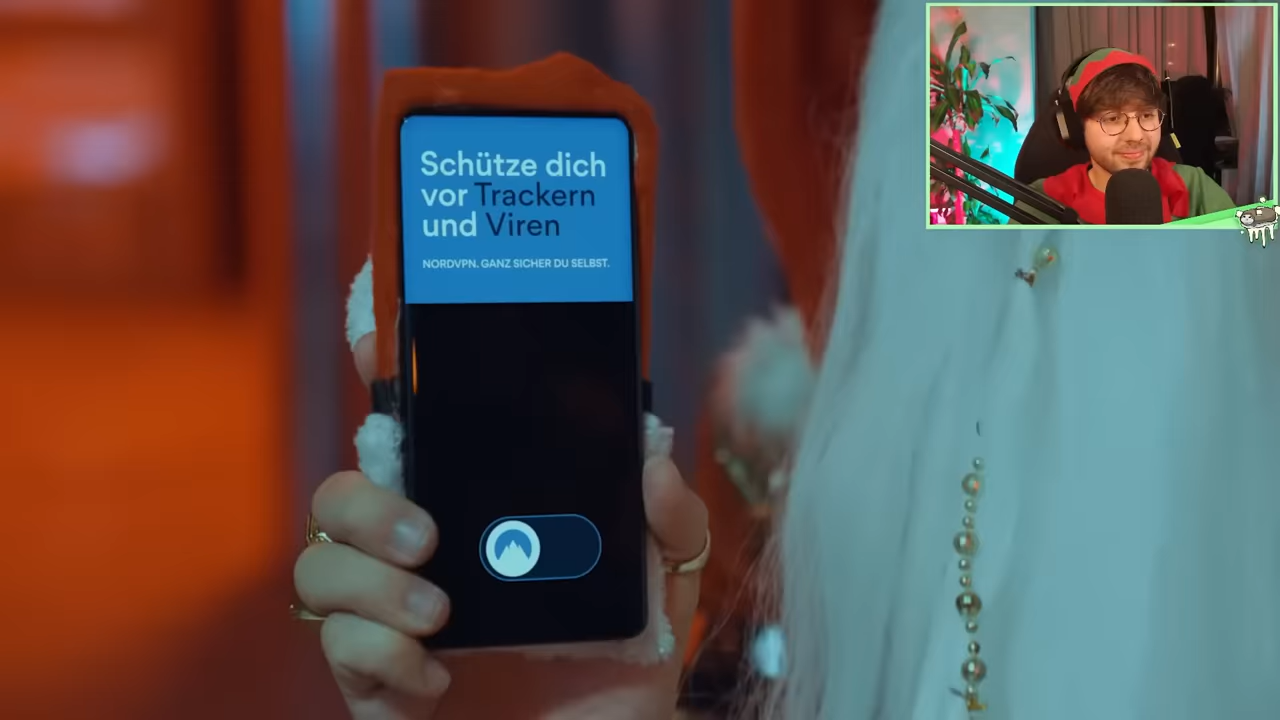 Schütze dich
vor Trackern
und Viren
NORDVPN. GANZ SICHER DU SELBST.